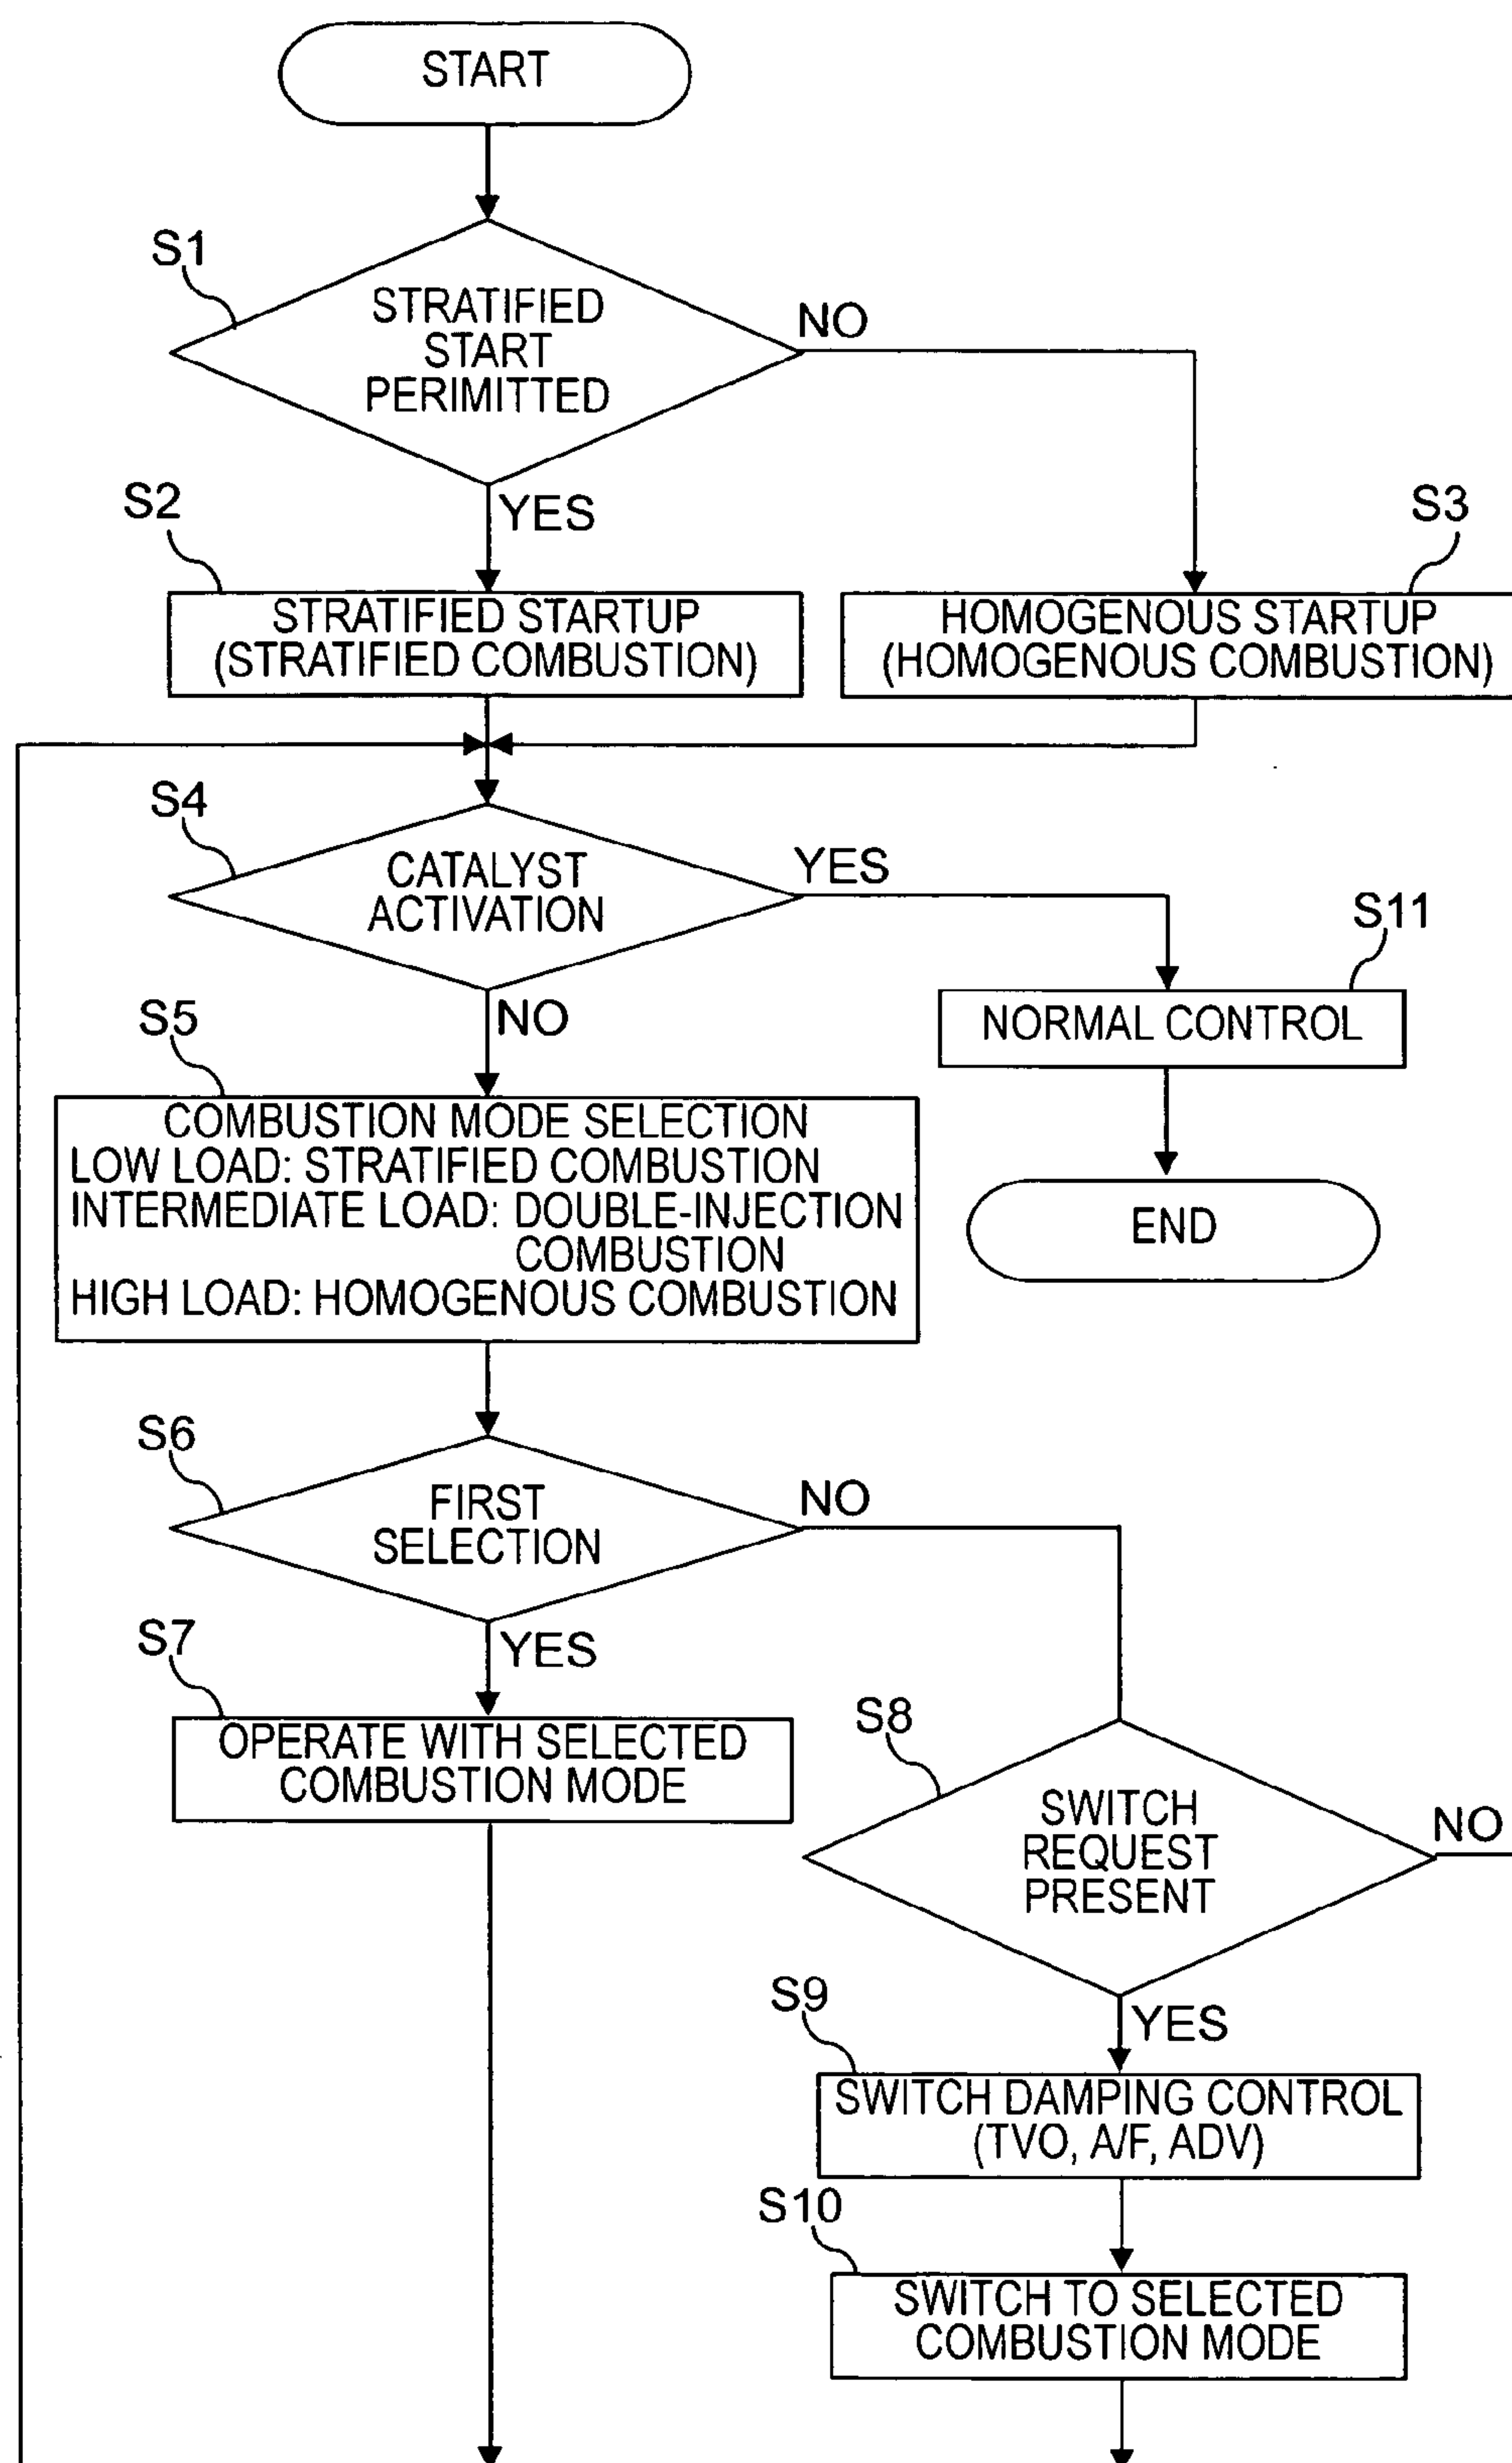 START
S1
STRATIFIED
START
PERIMITTED
NO
YES
S2
STRATIFIED STARTUP
(STRATIFIED COMBUSTION)
S3
HOMOGENOUS STARTUP
(HOMOGENOUS COMBUSTION)
S4
CATALYST
ACTIVATION
YES
NO
S11
NORMAL CONTROL
END
S5
COMBUSTION MODE SELECTION
LOW LOAD: STRATIFIED COMBUSTION
INTERMEDIATE LOAD: DOUBLE-INJECTION
COMBUSTION
HIGH LOAD: HOMOGENOUS COMBUSTION
S6
FIRST
SELECTION
NO
YES
S7
OPERATE WITH SELECTED
COMBUSTION MODE
S8
SWITCH
REQUEST
PRESENT
NO
YES
S9
SWITCH DAMPING CONTROL
(TVO, A/F, ADV)
S10
SWITCH TO SELECTED
COMBUSTION MODE